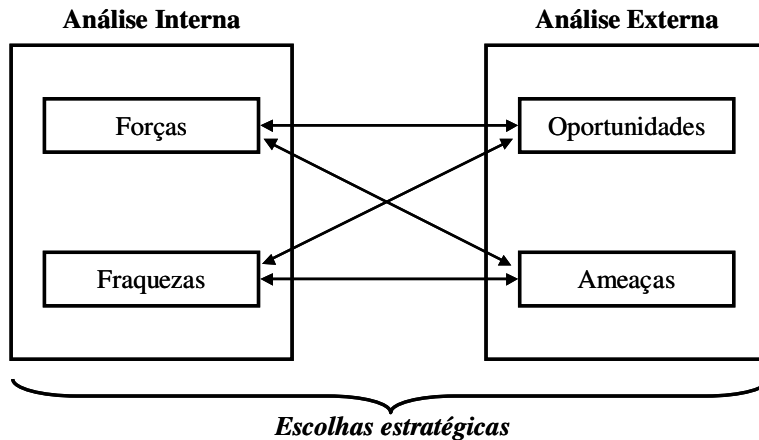 Análise Interna
Análise Externa
Forças
Oportunidades
Fraquezas
Ameaças
Escolhas estratégicas